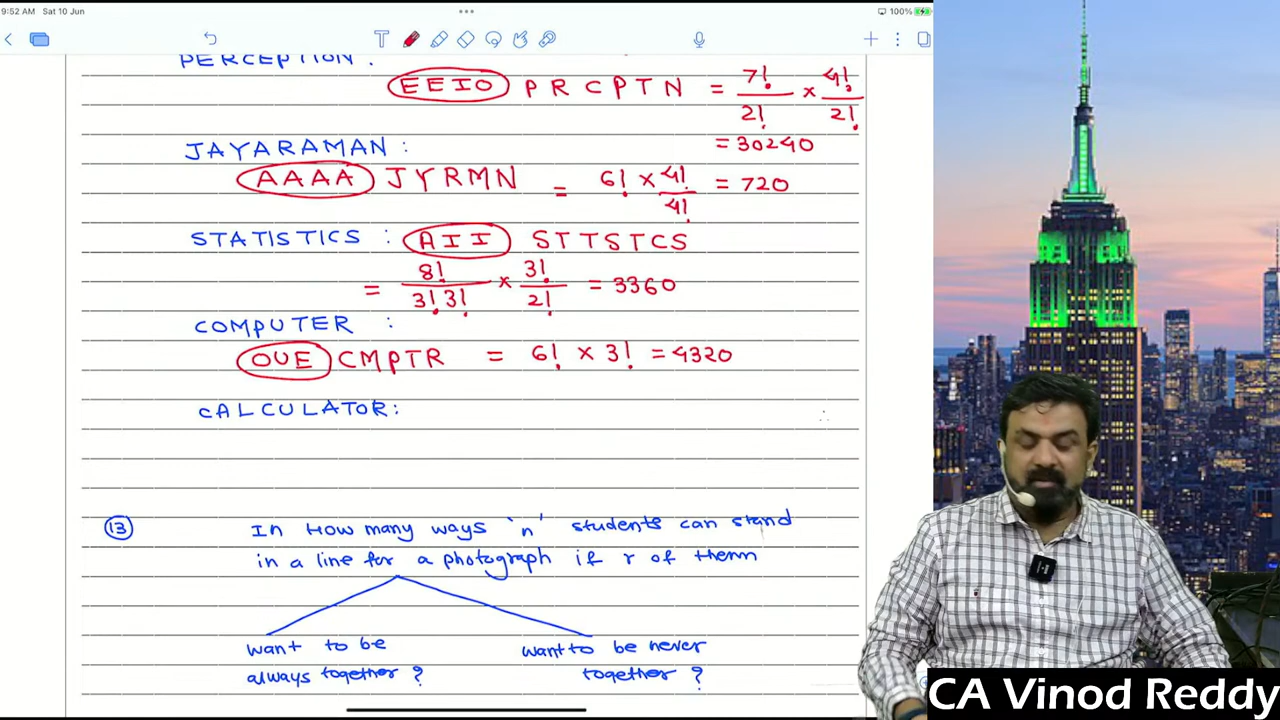 9:52 AM Sat 10 Jun
100%
PERCEPTION :
EEIO PRCPTN = 7!/2! × 4!/2!
= 30240
JAYARAMAN :
AAAA JYRMN = 6! × 4!/4! = 720
STATISTICS : AII STTSTCS
= 8!/3!3! × 3!/2! = 3360
COMPUTER :
OUE CMPTR = 6! × 3! = 4320
CALCULATOR:
13 In How many ways 'n' students can stand
in a line for a photograph if r of them
want to be
always together ?
want to be never
together ?
CA Vinod Reddy